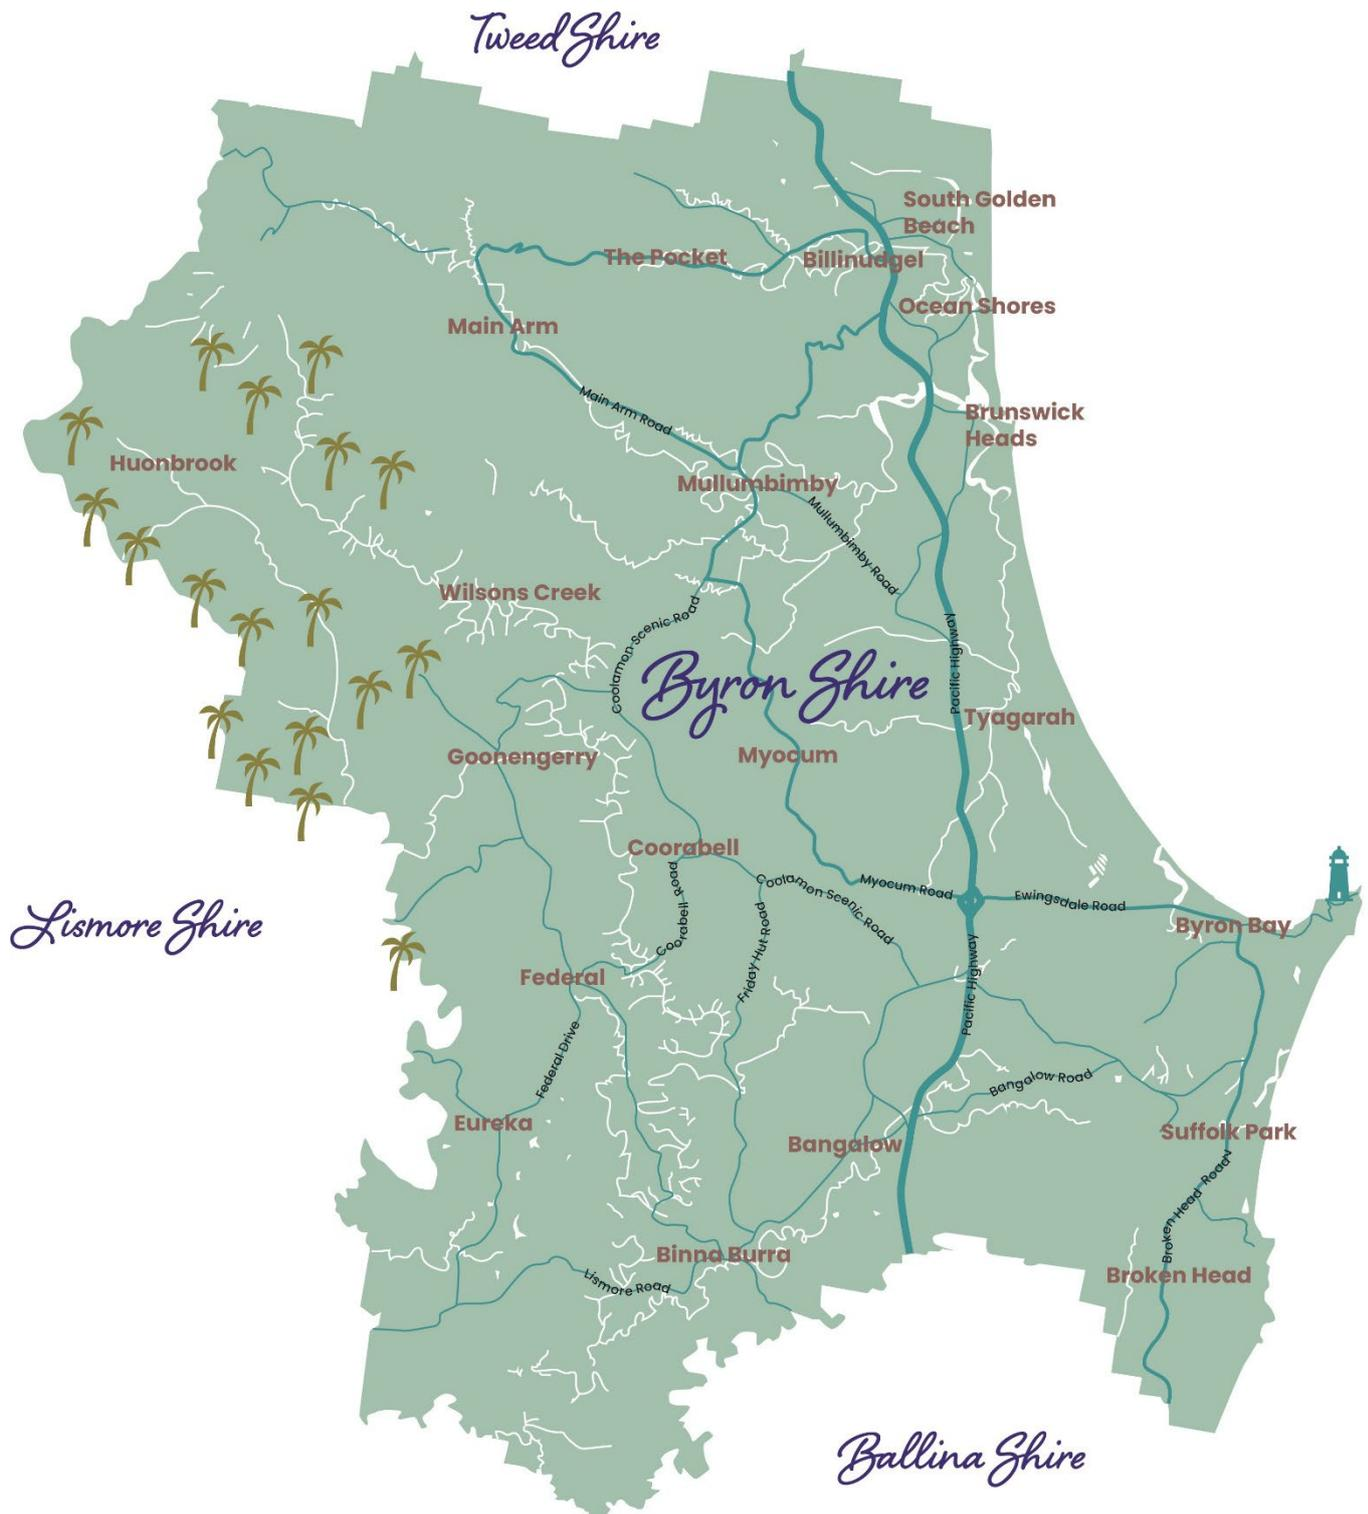 Tweed Shire
South Golden
Beach
The Pocket
Billinudgel
Ocean Shores
Main Arm
Main Arm Road
Brunswick
Heads
Huonbrook
Mullumbimby
Mullumbimby Road
Wilsons Creek
Coolamon Scenic Road
Pacific Highway
Byron Shire
Tyagarah
Goonengerry
Myocum
Coorabell
Coorabell Road
Coolamon Scenic Road
Myocum Road
Ewingsdale Road
Lismore Shire
Byron Bay
Friday Hut Road
Pacific Highway
Federal
Federal Drive
Bangalow Road
Eureka
Bangalow
Suffolk Park
Broken Head Road
Binna Burra
Lismore Road
Broken Head
Ballina Shire